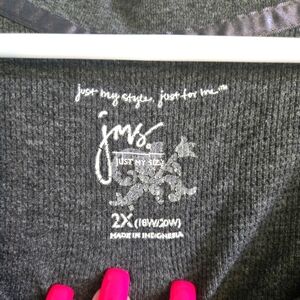 just my style. just for me.™
jms.
JUST MY SIZE
2X (18W/20W)
MADE IN INDONESIA